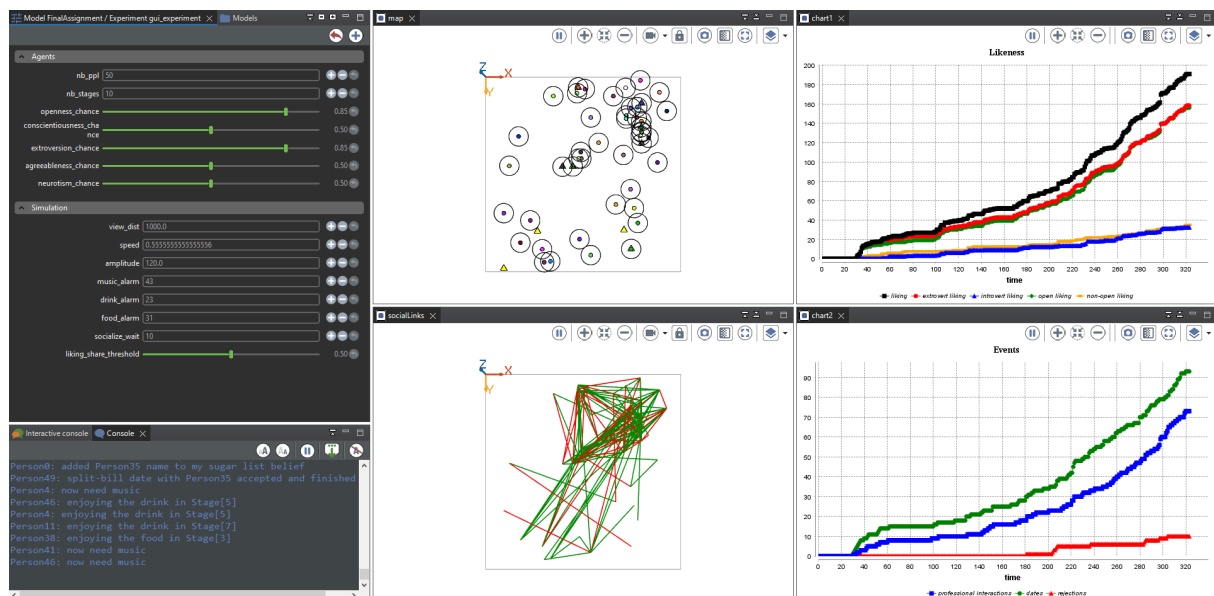 Model FinalAssignment / Experiment gui_experiment
Models
Agents
nb_ppl 50
nb_stages 10
openness_chance 0.85
conscientiousness_cha
nce 0.50
extroversion_chance 0.85
agreeableness_chance 0.50
neurotism_chance 0.50
Simulation
view_dist 1000.0
speed 0.5555555555555556
amplitude 120.0
music_alarm 43
drink_alarm 23
food_alarm 31
socialize_wait 10
liking_share_threshold 0.50
Interactive console
Console
Person0: added Person35 name to my sugar list belief
Person49: split-bill date with Person35 accepted and finished
Person4: now need music
Person46: enjoying the drink in Stage[5]
Person4: enjoying the drink in Stage[5]
Person11: enjoying the drink in Stage[7]
Person38: enjoying the food in Stage[3]
Person41: now need music
Person46: now need music
map
Z
X
Y
socialLinks
Z
X
Y
chart1
Likeness
200
180
160
140
120
100
80
60
40
20
0
0 20 40 60 80 100 120 140 160 180 200 220 240 260 280 300 320
time
liking extrovert liking introvert liking open liking non-open liking
chart2
Events
90
80
70
60
50
40
30
20
10
0
0 20 40 60 80 100 120 140 160 180 200 220 240 260 280 300 320
time
professional interactions dates rejections